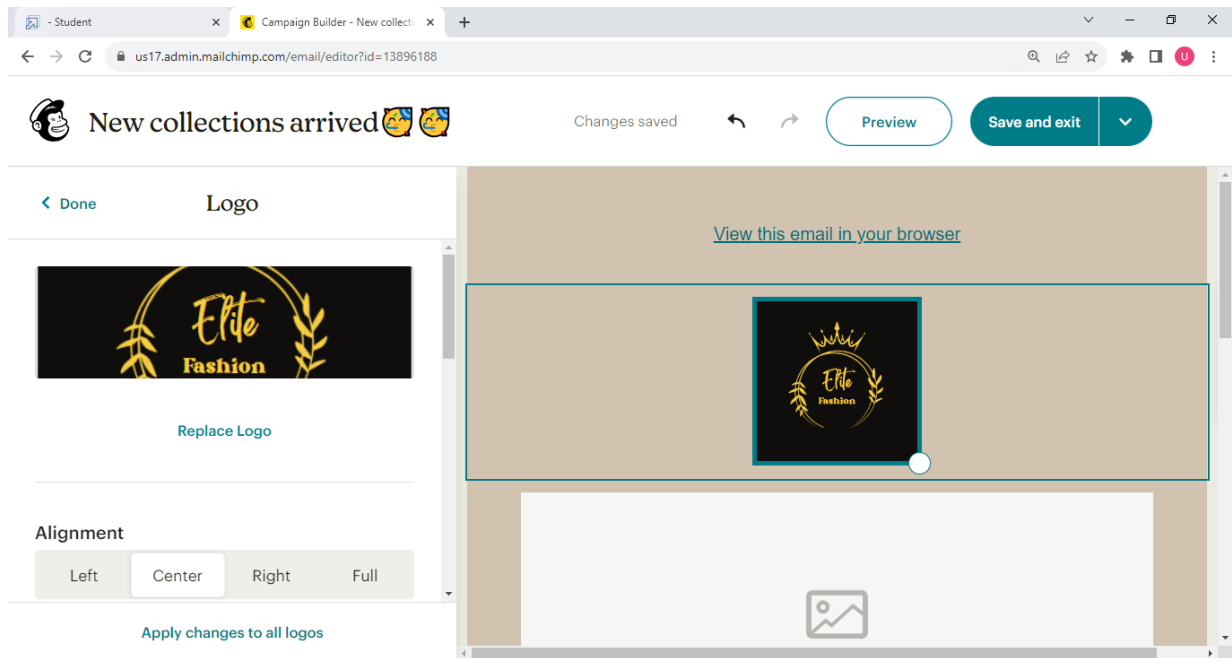 - Student
Campaign Builder - New collecti
us17.admin.mailchimp.com/email/editor?id=13896188
U
New collections arrived🥳🥳
Changes saved
Preview
Save and exit
Done
Logo
Elite
Fashion
Replace Logo
Alignment
Left Center Right Full
Apply changes to all logos
View this email in your browser
Elite
Fashion